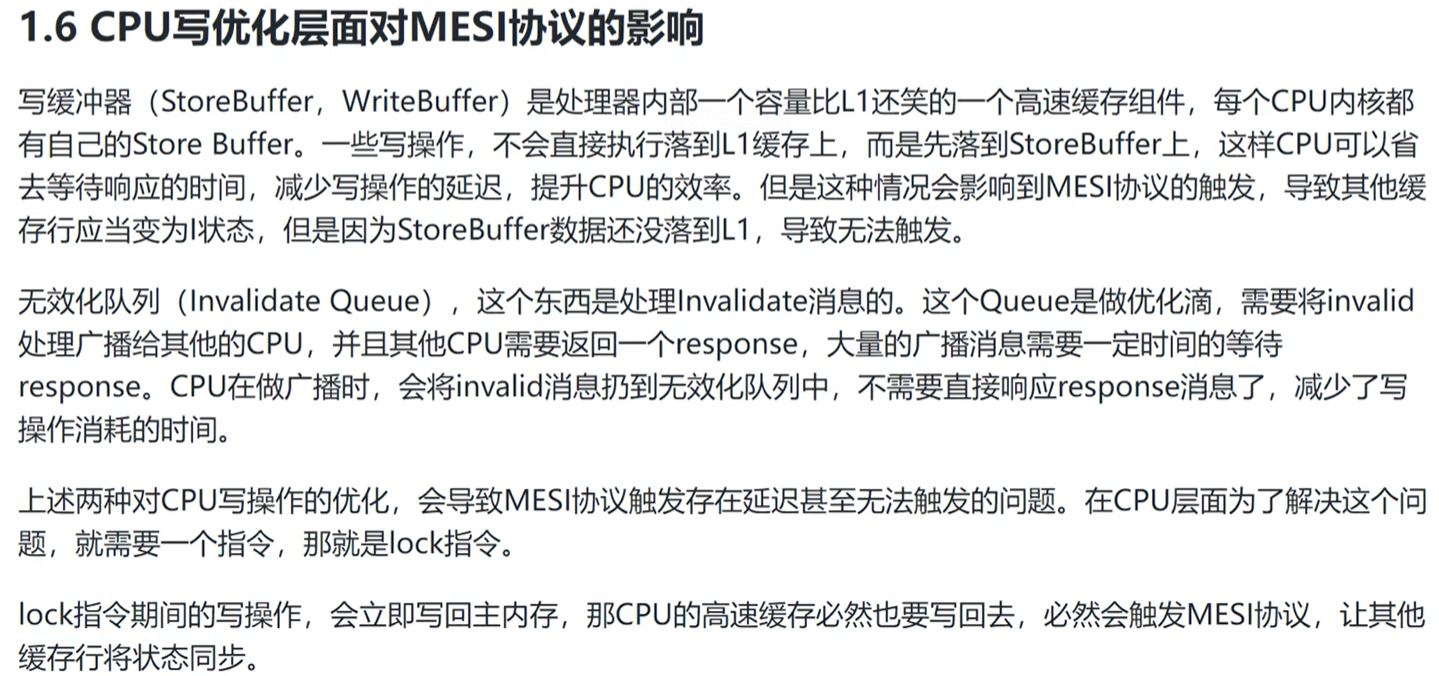 1.6 CPU写优化层面对MESI协议的影响
写缓冲器（StoreBuffer，WriteBuffer）是处理器内部一个容量比L1还笑的一个高速缓存组件，每个CPU内核都
有自己的Store Buffer。一些写操作，不会直接执行落到L1缓存上，而是先落到StoreBuffer上，这样CPU可以省
去等待响应的时间，减少写操作的延迟，提升CPU的效率。但是这种情况会影响到MESI协议的触发，导致其他缓
存行应当变为I状态，但是因为StoreBuffer数据还没落到L1，导致无法触发。
无效化队列（Invalidate Queue），这个东西是处理Invalidate消息的。这个Queue是做优化滴，需要将invalid
处理广播给其他的CPU，并且其他CPU需要返回一个response，大量的广播消息需要一定时间的等待
response。CPU在做广播时，会将invalid消息扔到无效化队列中，不需要直接响应response消息了，减少了写
操作消耗的时间。
上述两种对CPU写操作的优化，会导致MESI协议触发存在延迟甚至无法触发的问题。在CPU层面为了解决这个问
题，就需要一个指令，那就是lock指令。
lock指令期间的写操作，会立即写回主内存，那CPU的高速缓存必然也要写回去，必然会触发MESI协议，让其他
缓存行将状态同步。